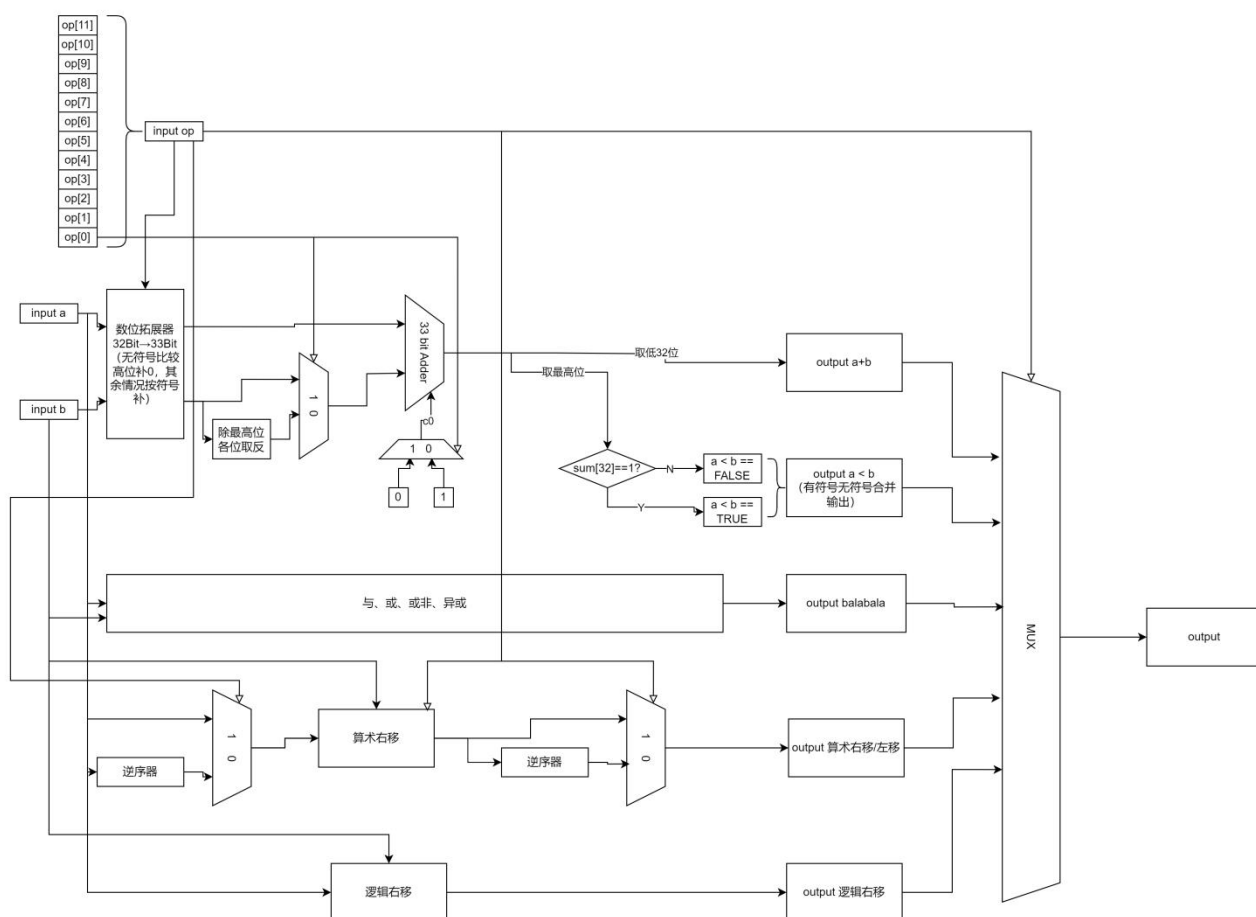 op[11]
op[10]
op[9]
op[8]
op[7]
op[6]
op[5]
op[4]
op[3]
op[2]
op[1]
op[0]
input op
input a
input b
数位拓展器
32Bit→33Bit
（无符号比较
高位补0，其
余情况按符号
补）
除最高位
各位取反
1 0
33 bit Adder
c0
1 0
0
1
取低32位
取最高位
output a+b
sum[32]==1?
N
Y
a < b ==
FALSE
a < b ==
TRUE
output a < b
（有符号无符号合并
输出）
与、或、或非、异或
output balabala
MUX
output
1 0
逆序器
算术右移
逆序器
1 0
output 算术右移/左移
逻辑右移
output 逻辑右移